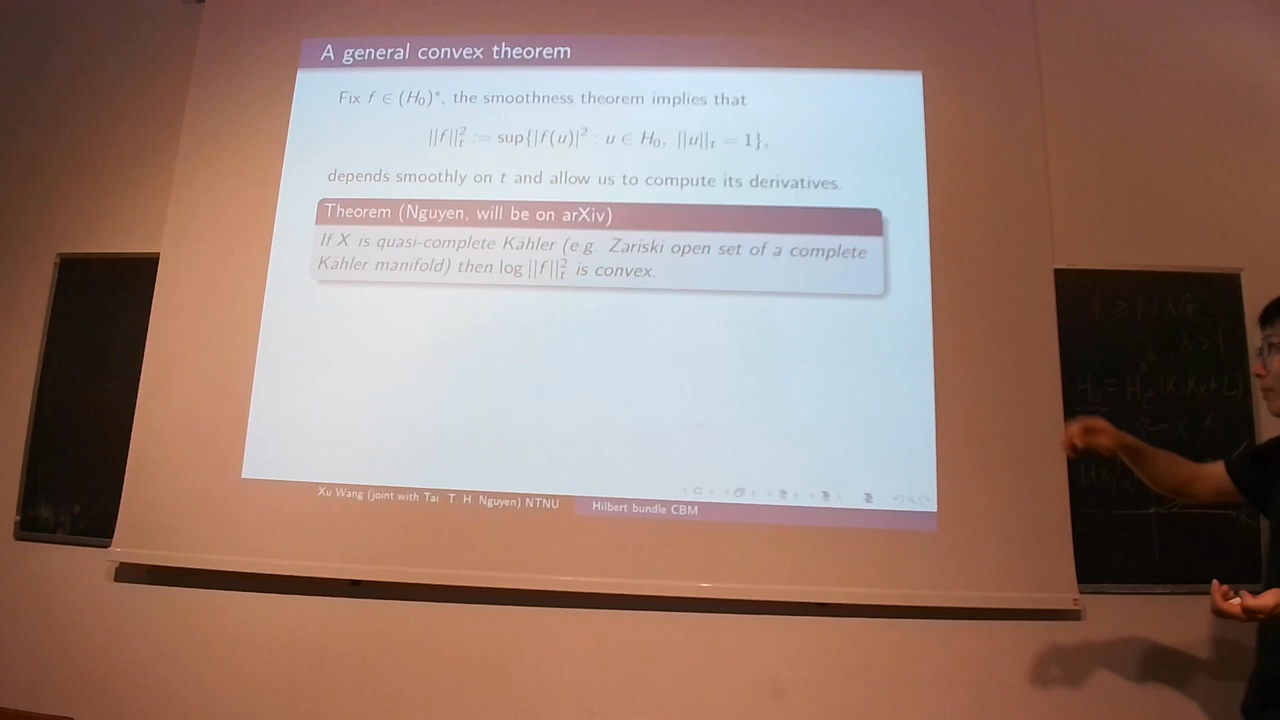 A general convex theorem
Fix f ∈ (H₀)*, the smoothness theorem implies that
||f||²ₜ := sup{|f(u)|² : u ∈ H₀, ||u||ₜ = 1},
depends smoothly on t and allow us to compute its derivatives.
Theorem (Nguyen, will be on arXiv)
If X is quasi-complete Kähler (e.g. Zariski open set of a complete
Kähler manifold) then log ||f||²ₜ is convex.
Xu Wang (joint with Tai. T. H. Nguyen) NTNU
Hilbert bundle CBM
λ > 1